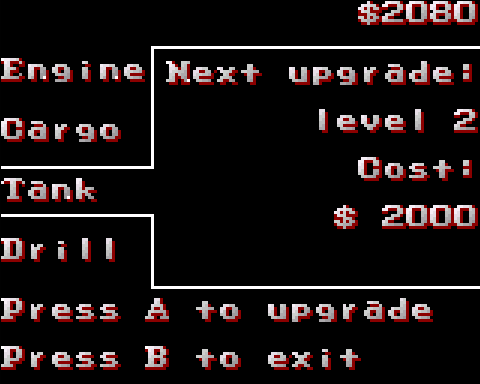 $2080
Engine
Cargo
Tank
Drill
Next upgrade:
level 2
Cost:
$ 2000
Press A to upgrade
Press B to exit